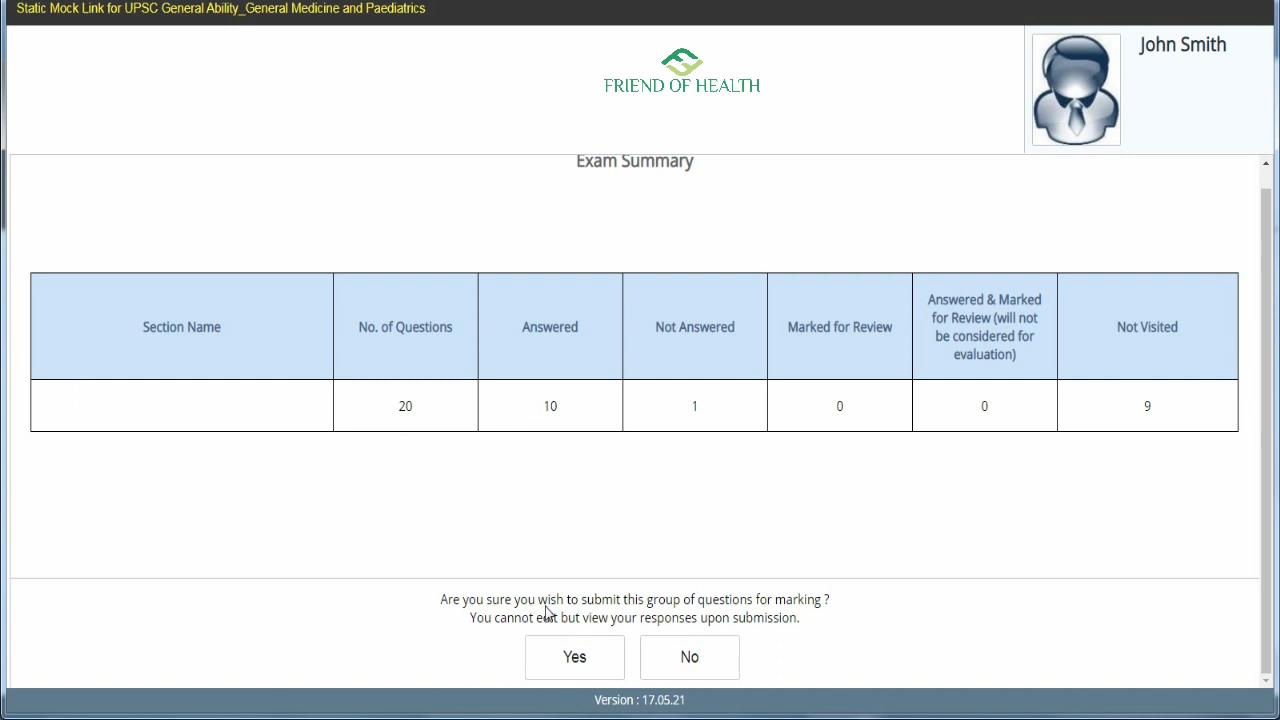 Static Mock Link for UPSC General Ability_General Medicine and Paediatrics
John Smith
FRIEND OF HEALTH
Exam Summary
Section Name
No. of Questions
Answered
Not Answered
Marked for Review
Answered & Marked
for Review (will not
be considered for
evaluation)
Not Visited
20
10
1
0
0
9
Are you sure you wish to submit this group of questions for marking ?
You cannot edit but view your responses upon submission.
Yes
No
Version : 17.05.21